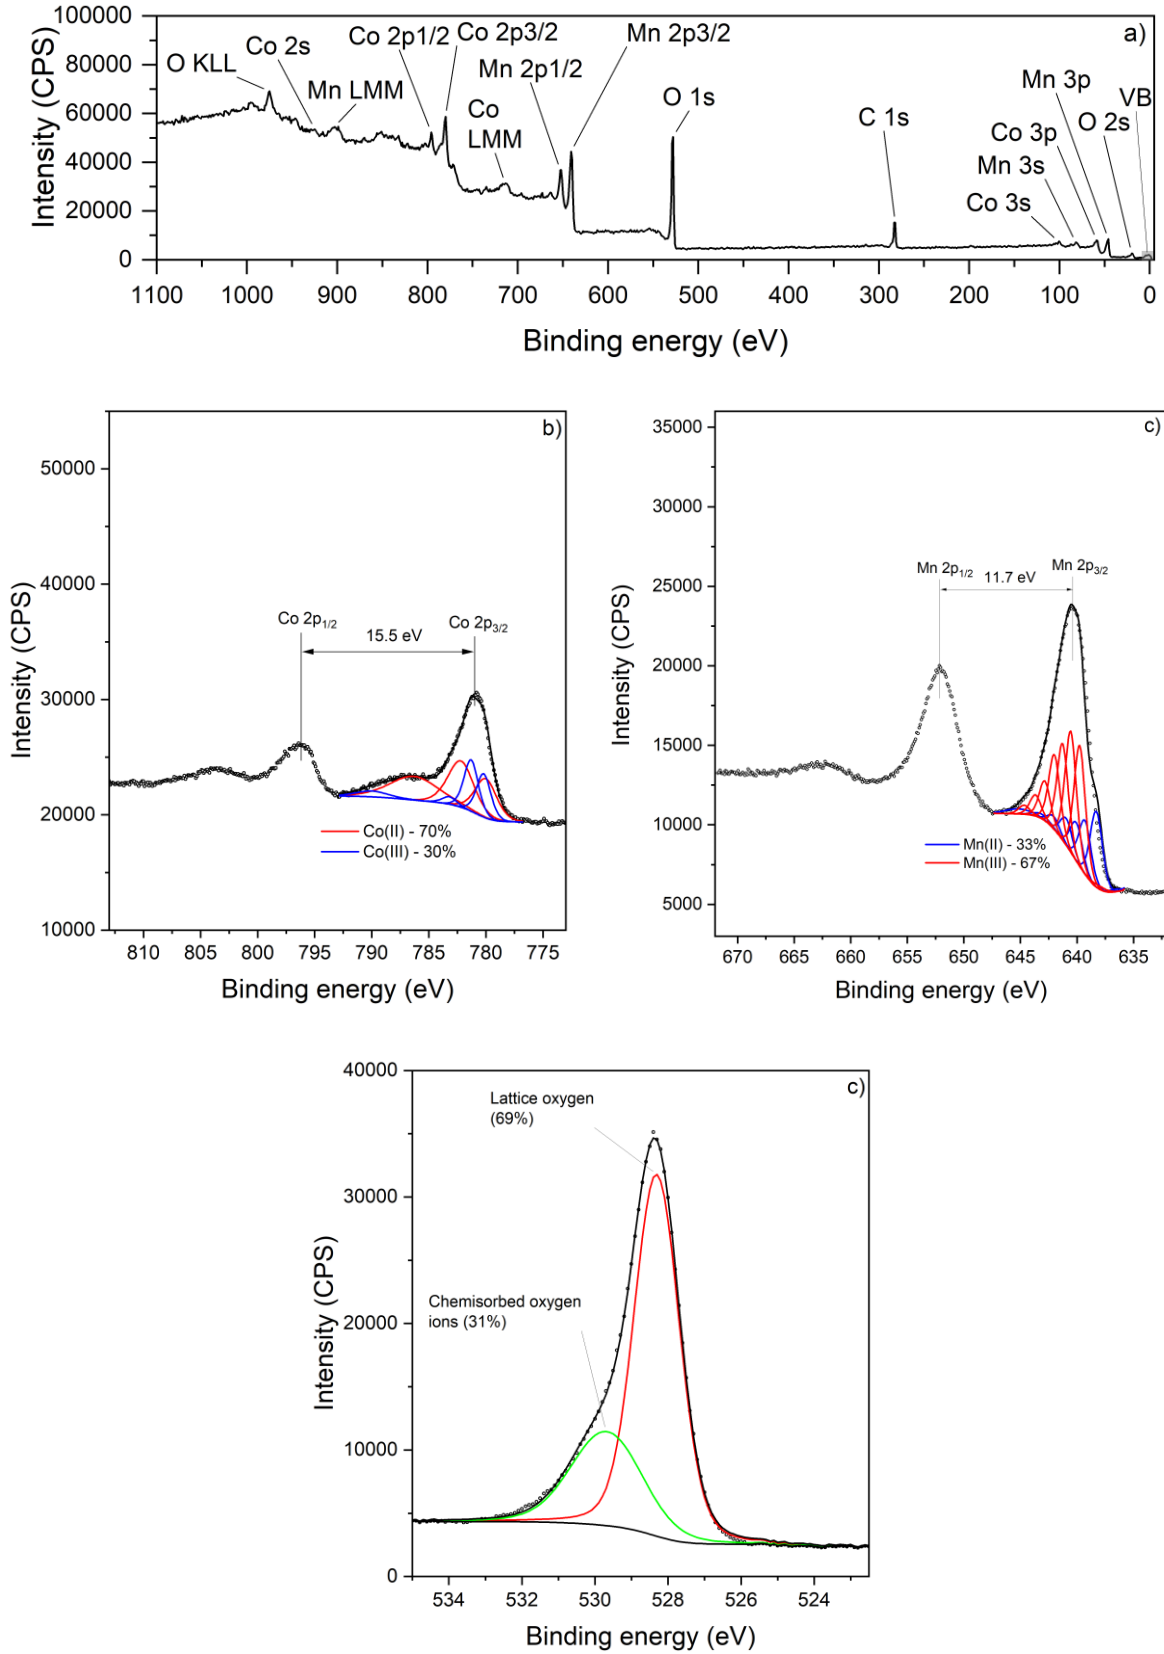 a)
Intensity (CPS)
100000
80000
60000
40000
20000
0
O KLL
Co 2s
Mn LMM
Co 2p1/2
Co 2p3/2
Co
LMM
Mn 2p1/2
Mn 2p3/2
O 1s
C 1s
Co 3s
Mn 3s
Co 3p
Mn 3p
O 2s
VB
1100 1000 900 800 700 600 500 400 300 200 100 0
Binding energy (eV)
b)
Intensity (CPS)
50000
40000
30000
20000
10000
Co 2p1/2
15.5 eV
Co 2p3/2
Co(II) - 70%
Co(III) - 30%
810 805 800 795 790 785 780 775
Binding energy (eV)
c)
Intensity (CPS)
35000
30000
25000
20000
15000
10000
5000
Mn 2p1/2
11.7 eV
Mn 2p3/2
Mn(II) - 33%
Mn(III) - 67%
670 665 660 655 650 645 640 635
Binding energy (eV)
c)
Intensity (CPS)
40000
30000
20000
10000
0
Lattice oxygen
(69%)
Chemisorbed oxygen
ions (31%)
534 532 530 528 526 524
Binding energy (eV)